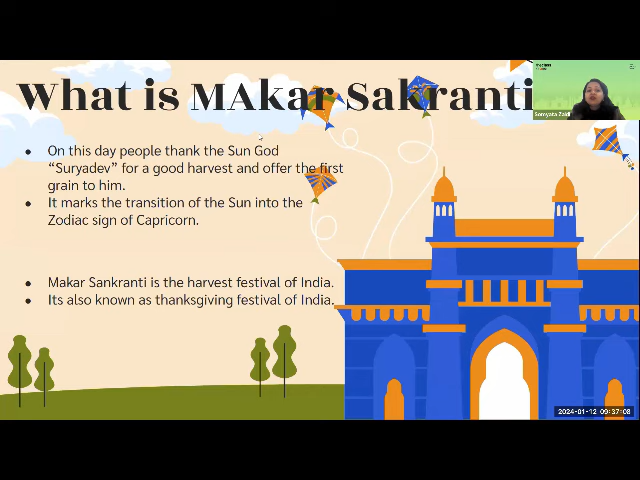 What is MAkar Sakranti
• On this day people thank the Sun God
“Suryadev” for a good harvest and offer the first
grain to him.
• It marks the transition of the Sun into the
Zodiac sign of Capricorn.
• Makar Sankranti is the harvest festival of India.
• Its also known as thanksgiving festival of India.
Somyata Zaidi
2024-01-12 09:37:08